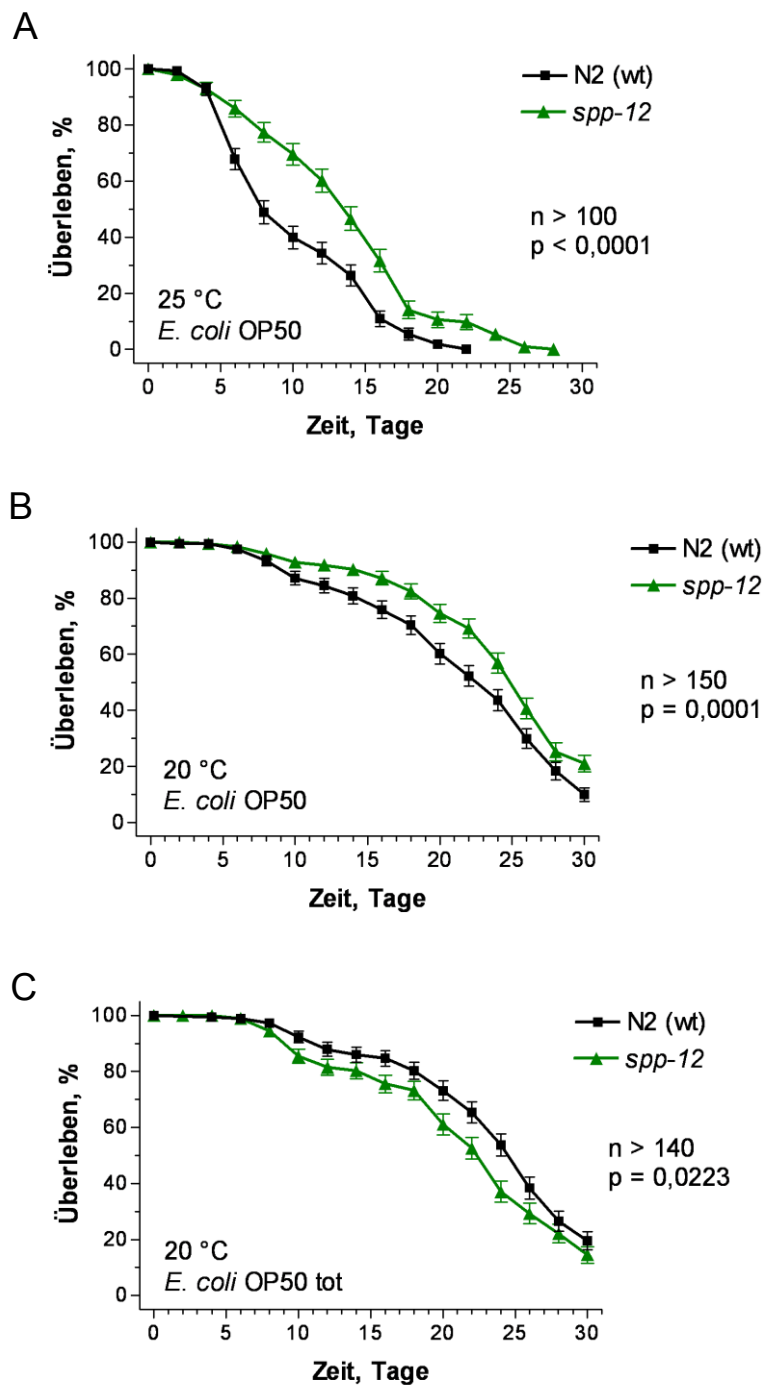 A
100
80
60
40
20
0
Überleben, %
N2 (wt)
spp-12
n > 100
p < 0,0001
25 °C
E. coli OP50
0 5 10 15 20 25 30
Zeit, Tage
B
100
80
60
40
20
0
Überleben, %
N2 (wt)
spp-12
n > 150
p = 0,0001
20 °C
E. coli OP50
0 5 10 15 20 25 30
Zeit, Tage
C
100
80
60
40
20
0
Überleben, %
N2 (wt)
spp-12
n > 140
p = 0,0223
20 °C
E. coli OP50 tot
0 5 10 15 20 25 30
Zeit, Tage